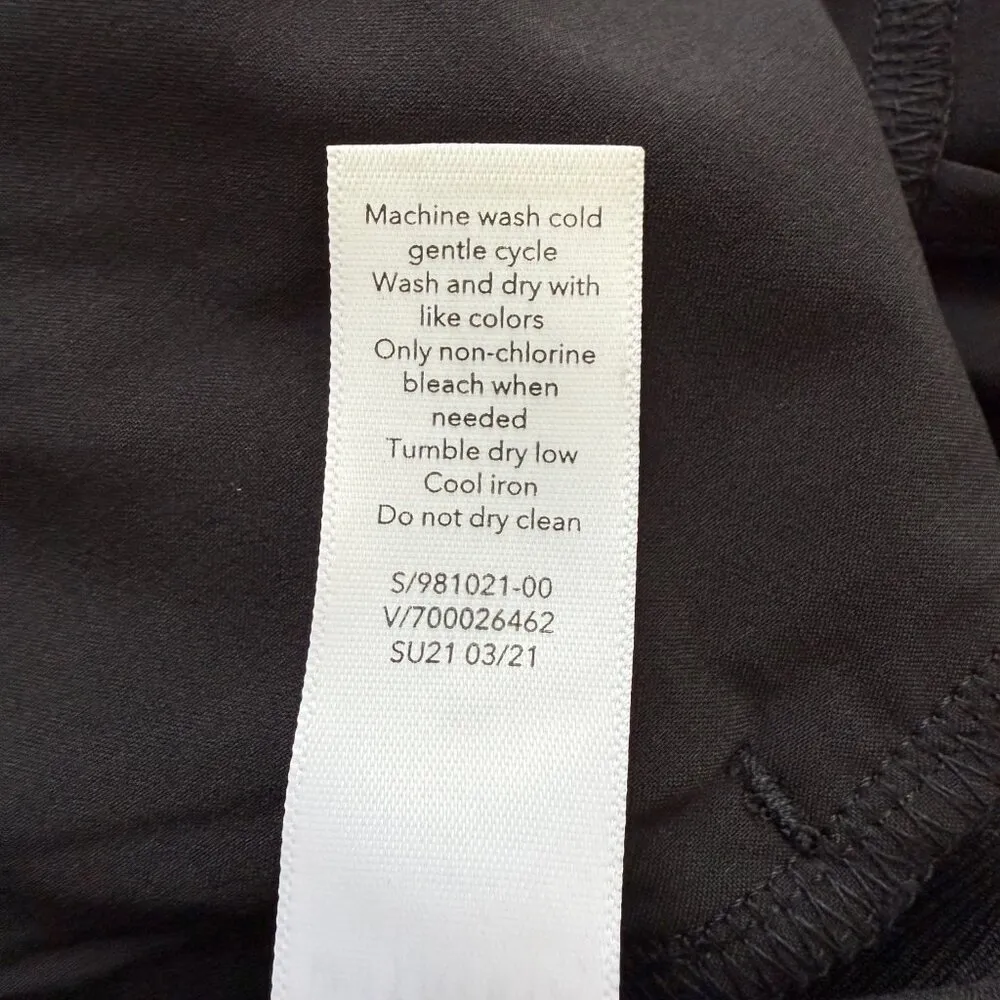 Machine wash cold
gentle cycle
Wash and dry with
like colors
Only non-chlorine
bleach when
needed
Tumble dry low
Cool iron
Do not dry clean
S/981021-00
V/700026462
SU21 03/21